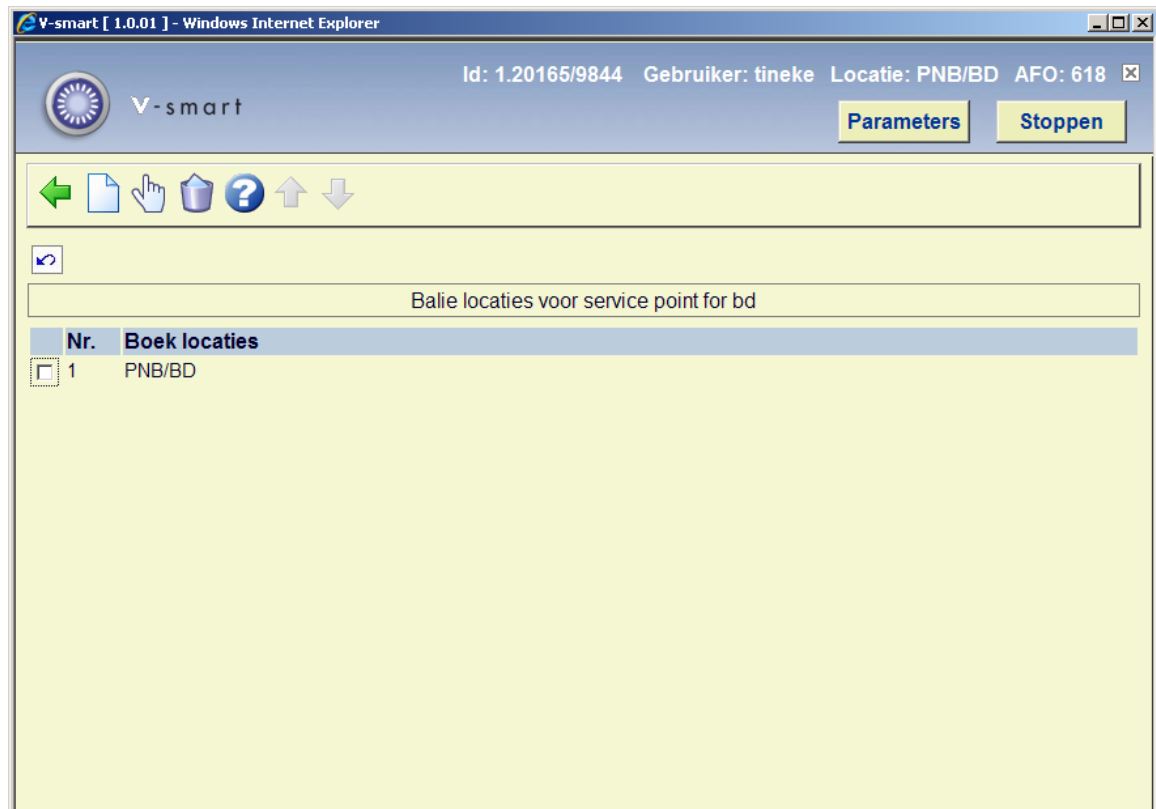 V-smart [ 1.0.01 ] - Windows Internet Explorer
Id: 1.20165/9844 Gebruiker: tineke Locatie: PNB/BD AFO: 618
V-smart
Parameters Stoppen
?
Balie locaties voor service point for bd
Nr. Boek locaties
1 PNB/BD